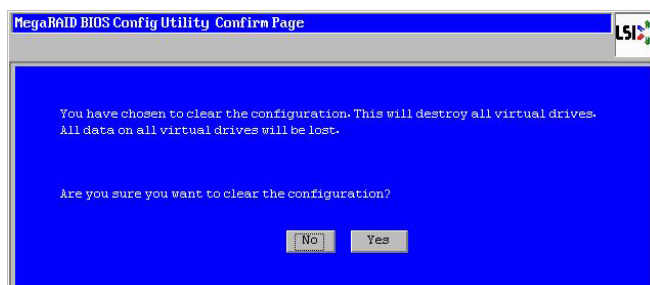 MegaRAID BIOS Config Utility Confirm Page
LSI
You have chosen to clear the configuration. This will destroy all virtual drives.
All data on all virtual drives will be lost.
Are you sure you want to clear the configuration?
No
Yes